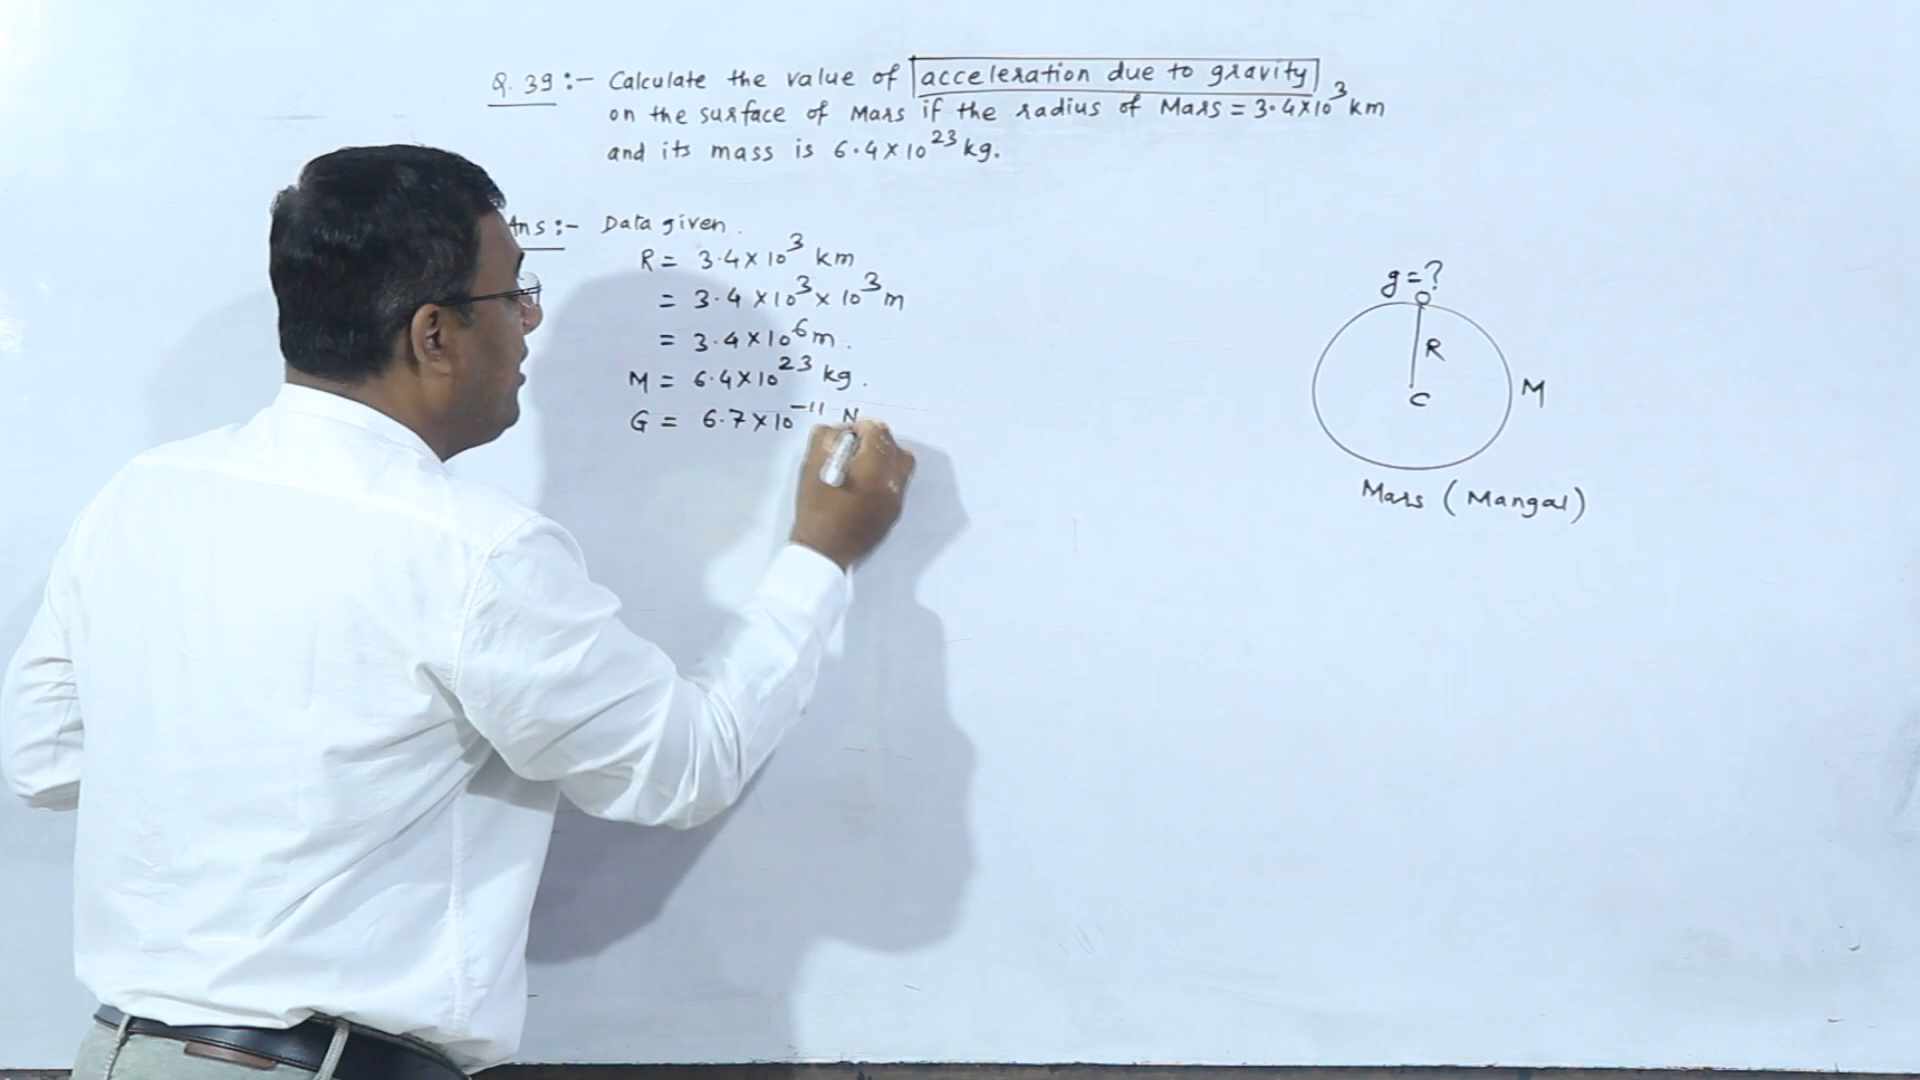 Q. 39 :- Calculate the value of acceleration due to gravity
on the surface of Mars if the radius of Mars = 3.4×10³ km
and its mass is 6.4×10²³ kg.
Ans :- Data given.
R = 3.4×10³ km
= 3.4×10³×10³ m
= 3.4×10⁶ m.
M = 6.4×10²³ kg.
G = 6.7×10⁻¹¹ N
g = ?
R
C
M
Mars (Mangal)